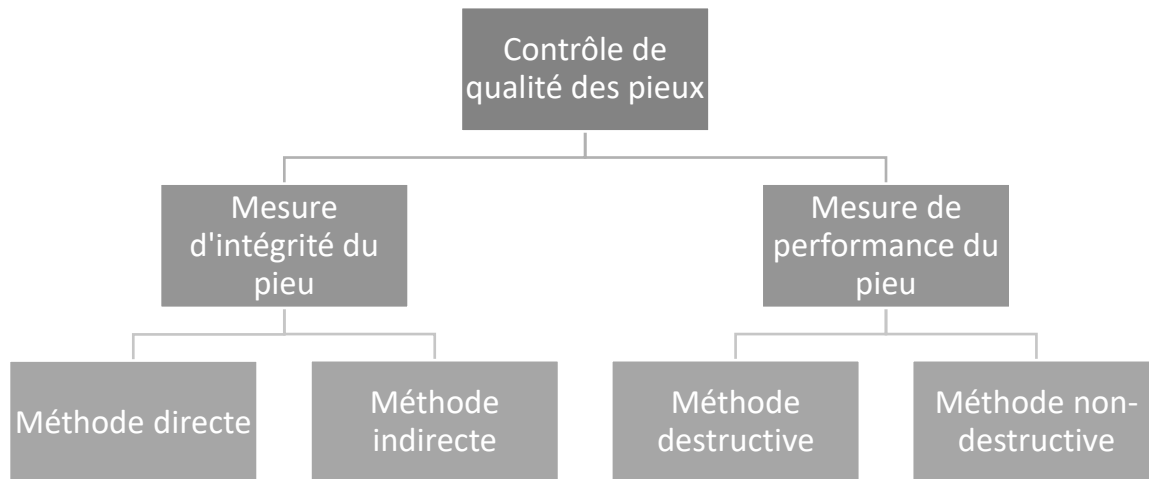 Contrôle de
qualité des pieux
Mesure
d'intégrité du
pieu
Mesure de
performance du
pieu
Méthode directe
Méthode
indirecte
Méthode
destructive
Méthode non-
destructive